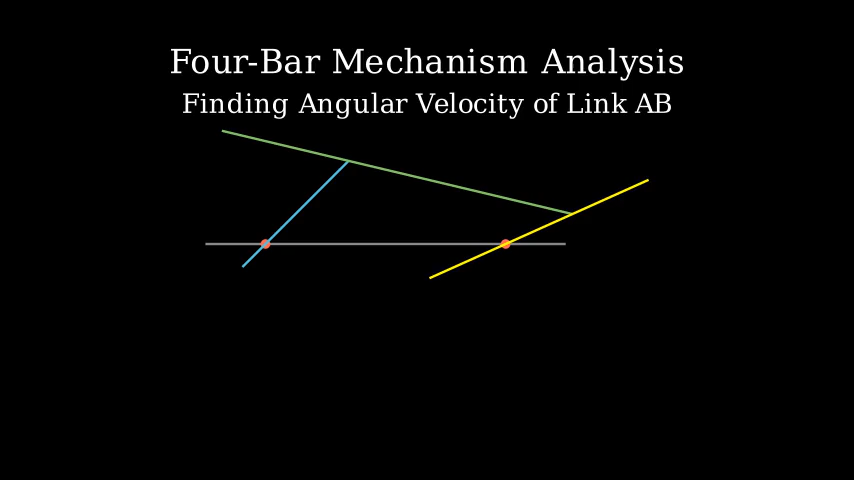 Four-Bar Mechanism Analysis
Finding Angular Velocity of Link AB